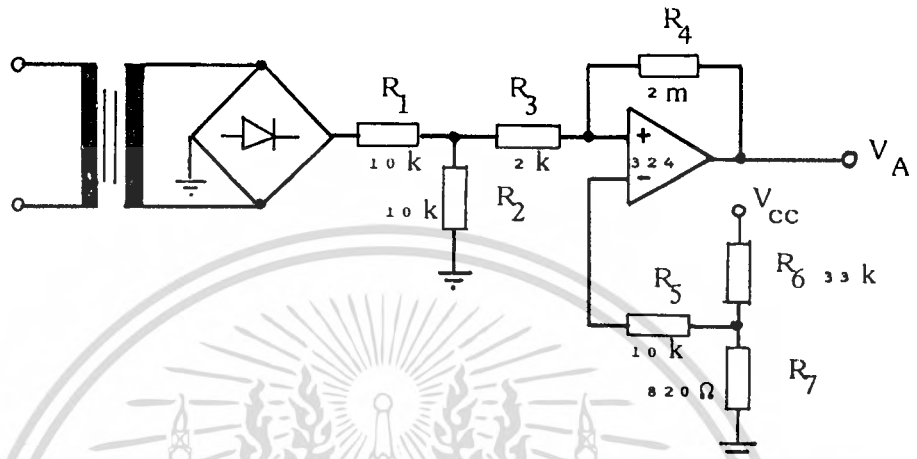 R1
10 k
R2
10 k
R3
2 k
R4
2 m
+
324
−
VA
VCC
R5
10 k
R6 33 k
R7
820 Ω